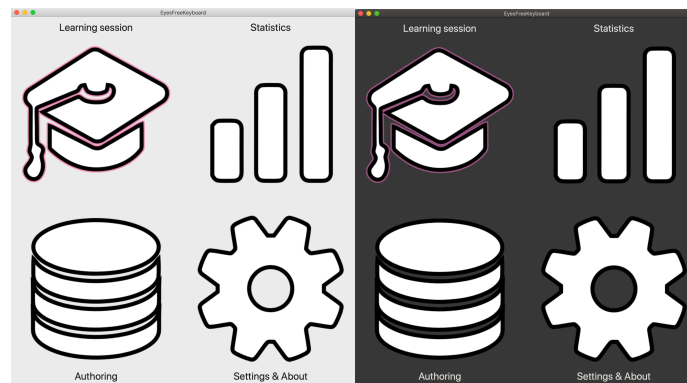 EyesFreeKeyboard
Learning session
Statistics
Authoring
Settings & About
EyesFreeKeyboard
Learning session
Statistics
Authoring
Settings & About